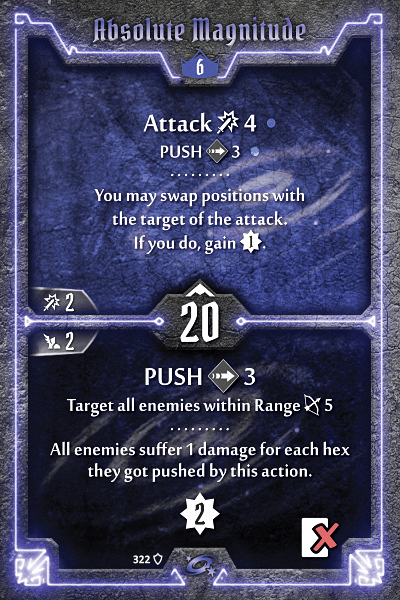 Absolute Magnitude
6
Attack 4
PUSH 3
You may swap positions with
the target of the attack.
If you do, gain 1.
2
20
2
PUSH 3
Target all enemies within Range 5
All enemies suffer 1 damage for each hex
they got pushed by this action.
2
322